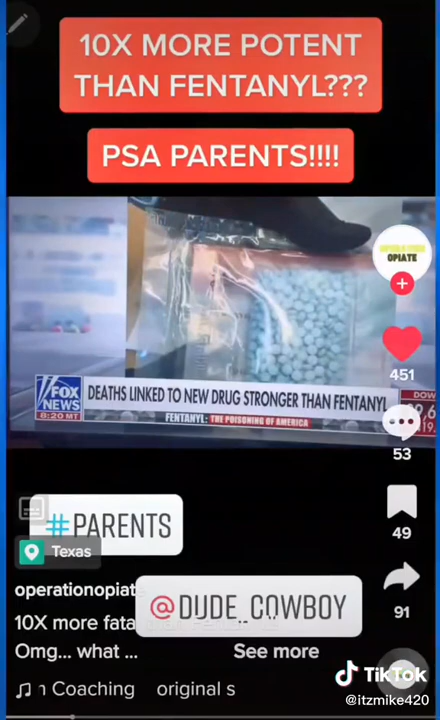 10X MORE POTENT
THAN FENTANYL???
PSA PARENTS!!!!
OPIATE
451
FOX
NEWS
8:20 MT
DEATHS LINKED TO NEW DRUG STRONGER THAN FENTANYL
FENTANYL: THE POISONING OF AMERICA
DOW
53
#PARENTS
49
Texas
operationopiat
@DUDE_COWBOY
91
10X more fata
Omg... what ...
See more
TikTok
Coaching original s
@itzmike420